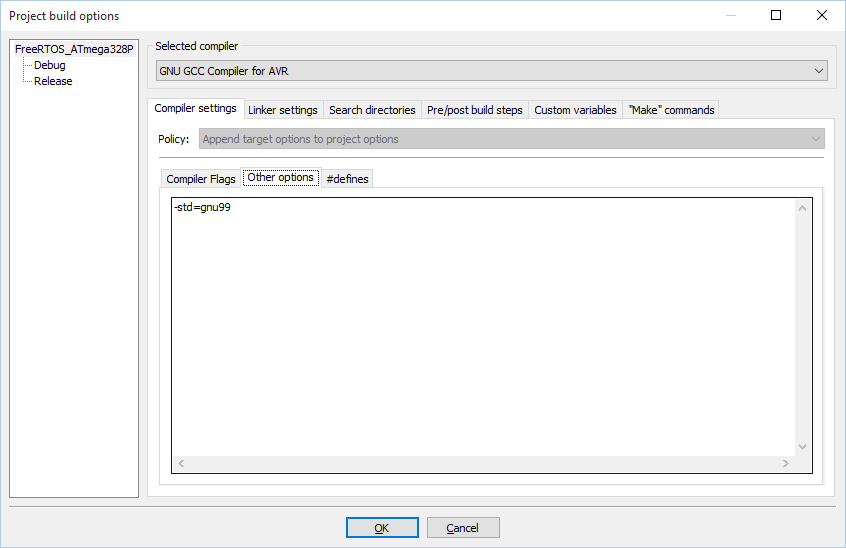 Project build options
FreeRTOS_ATmega328P
Debug
Release
Selected compiler
GNU GCC Compiler for AVR
Compiler settings Linker settings Search directories Pre/post build steps Custom variables "Make" commands
Policy: Append target options to project options
Compiler Flags Other options #defines
-std=gnu99
OK Cancel